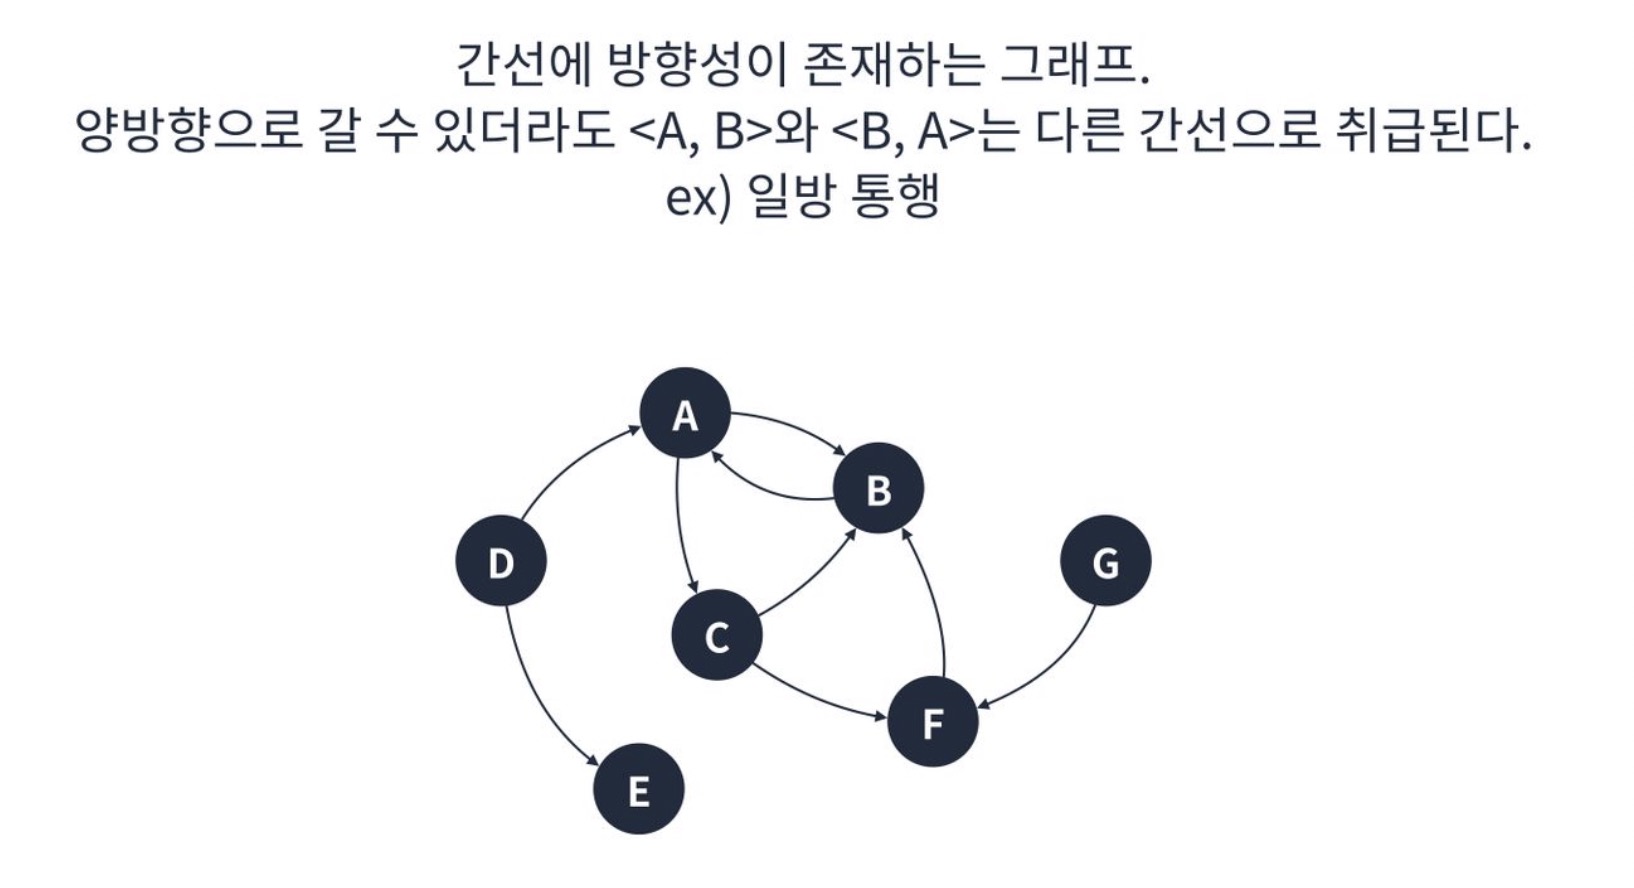 간선에 방향성이 존재하는 그래프.
양방향으로 갈 수 있더라도 <A, B>와 <B, A>는 다른 간선으로 취급된다.
ex) 일방 통행
A
B
D
G
C
F
E